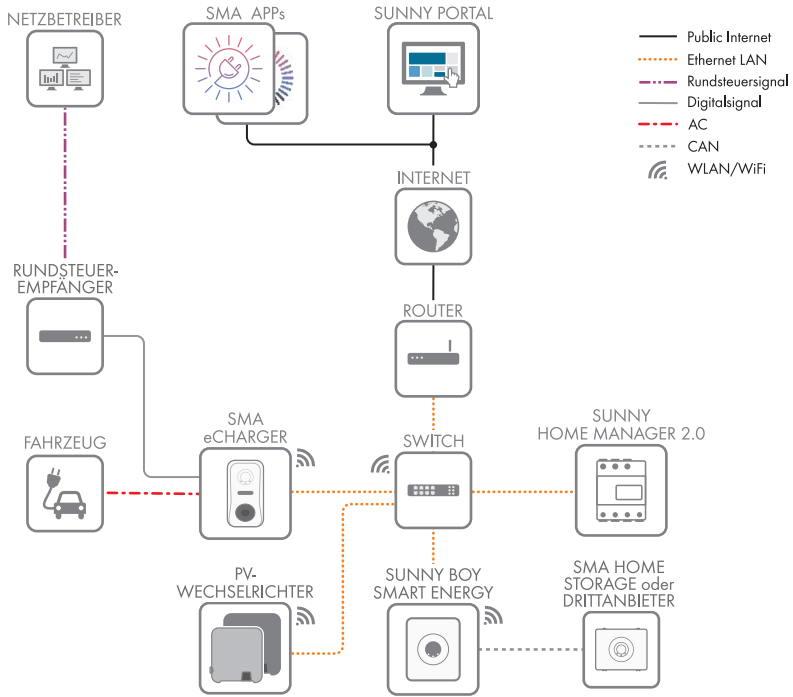 NETZBETREIBER
SMA APPs
SUNNY PORTAL
Public Internet
Ethernet LAN
Rundsteuersignal
Digitalsignal
AC
CAN
WLAN/WiFi
INTERNET
RUNDSTEUER-
EMPFÄNGER
ROUTER
FAHRZEUG
SMA
eCHARGER
SWITCH
SUNNY
HOME MANAGER 2.0
PV-
WECHSELRICHTER
SUNNY BOY
SMART ENERGY
SMA HOME
STORAGE oder
DRITTANBIETER